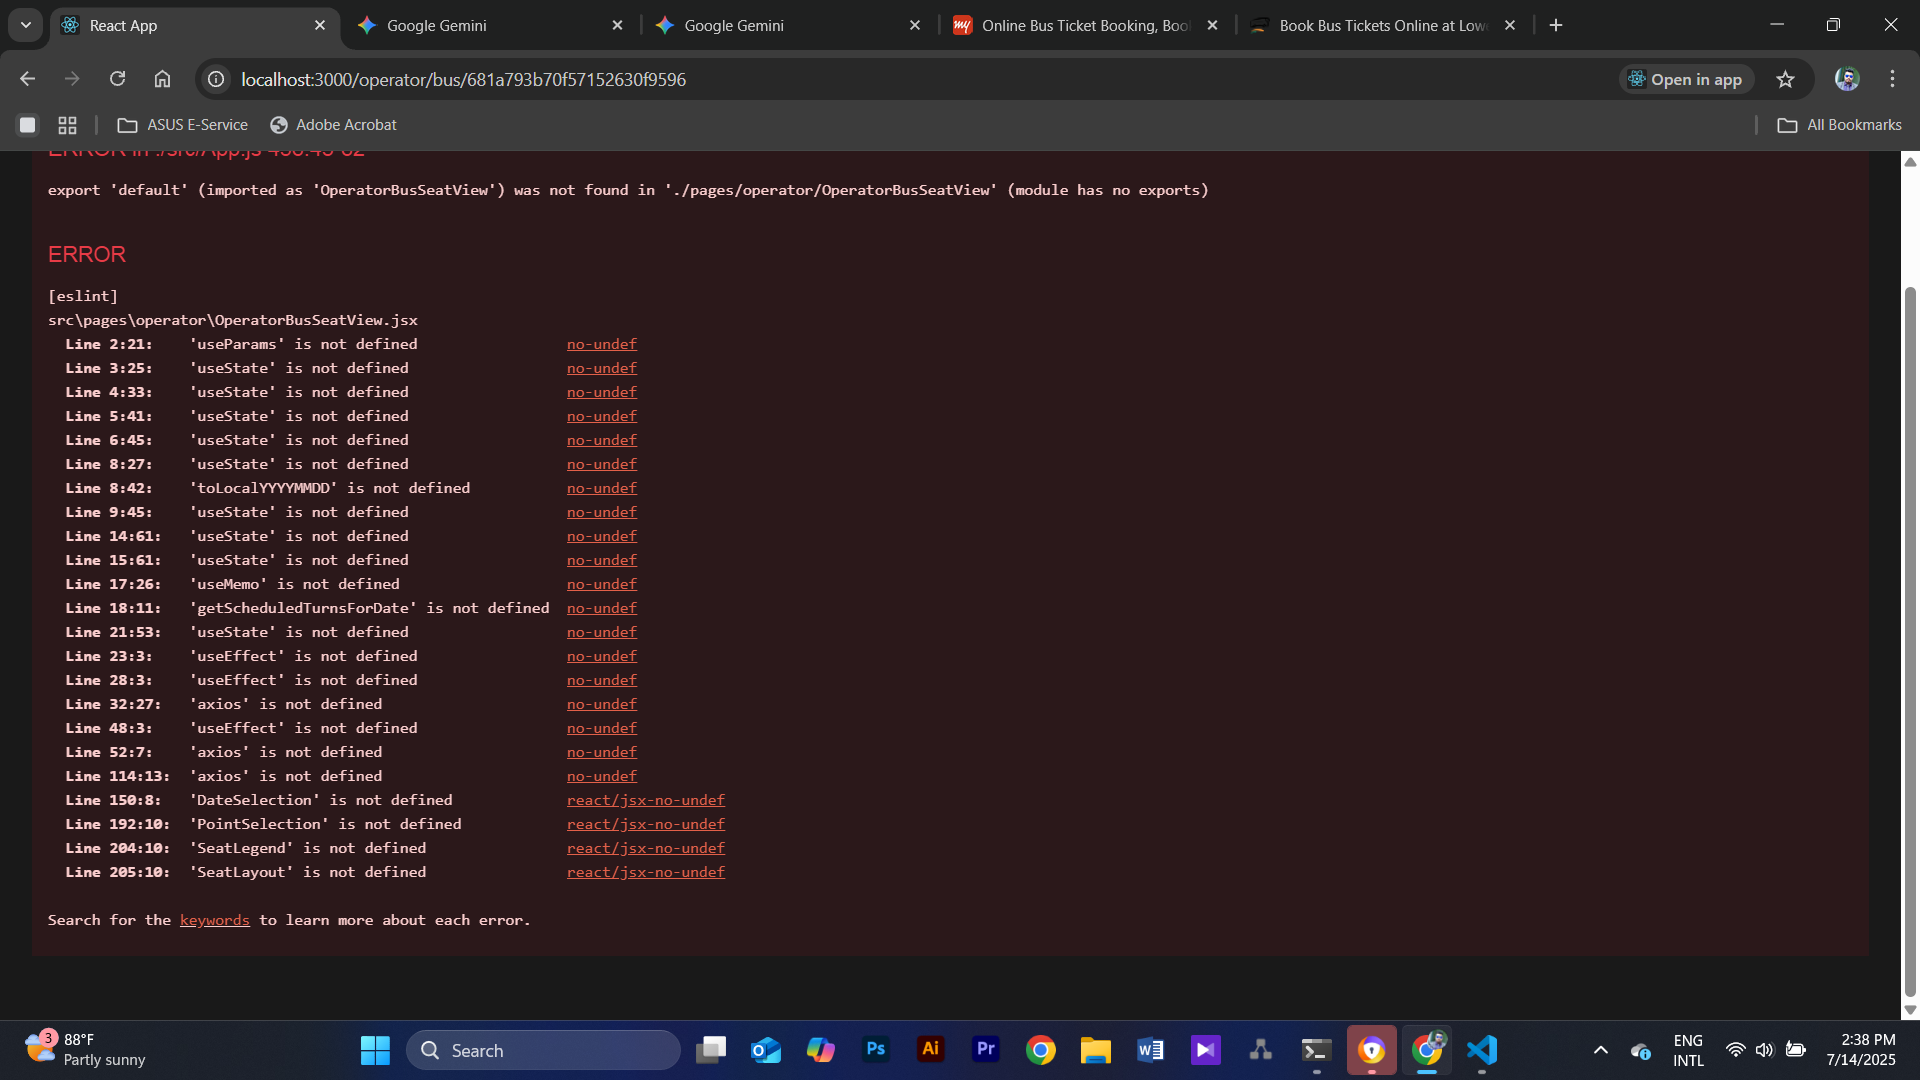 React App
Google Gemini
Google Gemini
Online Bus Ticket Booking, Boo
Book Bus Tickets Online at Low
localhost:3000/operator/bus/681a793b70f57152630f9596
Open in app
ASUS E-Service
Adobe Acrobat
All Bookmarks
export 'default' (imported as 'OperatorBusSeatView') was not found in './pages/operator/OperatorBusSeatView' (module has no exports)
ERROR
[eslint]
src\pages\operator\OperatorBusSeatView.jsx
Line 2:21: 'useParams' is not defined no-undef
Line 3:25: 'useState' is not defined no-undef
Line 4:33: 'useState' is not defined no-undef
Line 5:41: 'useState' is not defined no-undef
Line 6:45: 'useState' is not defined no-undef
Line 8:27: 'useState' is not defined no-undef
Line 8:42: 'toLocalYYYYMMDD' is not defined no-undef
Line 9:45: 'useState' is not defined no-undef
Line 14:61: 'useState' is not defined no-undef
Line 15:61: 'useState' is not defined no-undef
Line 17:26: 'useMemo' is not defined no-undef
Line 18:11: 'getScheduledTurnsForDate' is not defined no-undef
Line 21:53: 'useState' is not defined no-undef
Line 23:3: 'useEffect' is not defined no-undef
Line 28:3: 'useEffect' is not defined no-undef
Line 32:27: 'axios' is not defined no-undef
Line 48:3: 'useEffect' is not defined no-undef
Line 52:7: 'axios' is not defined no-undef
Line 114:13: 'axios' is not defined no-undef
Line 150:8: 'DateSelection' is not defined react/jsx-no-undef
Line 192:10: 'PointSelection' is not defined react/jsx-no-undef
Line 204:10: 'SeatLegend' is not defined react/jsx-no-undef
Line 205:10: 'SeatLayout' is not defined react/jsx-no-undef
Search for the keywords to learn more about each error.
3
88°F
Partly sunny
Search
Ps
Ai
Pr
ENG
INTL
2:38 PM
7/14/2025